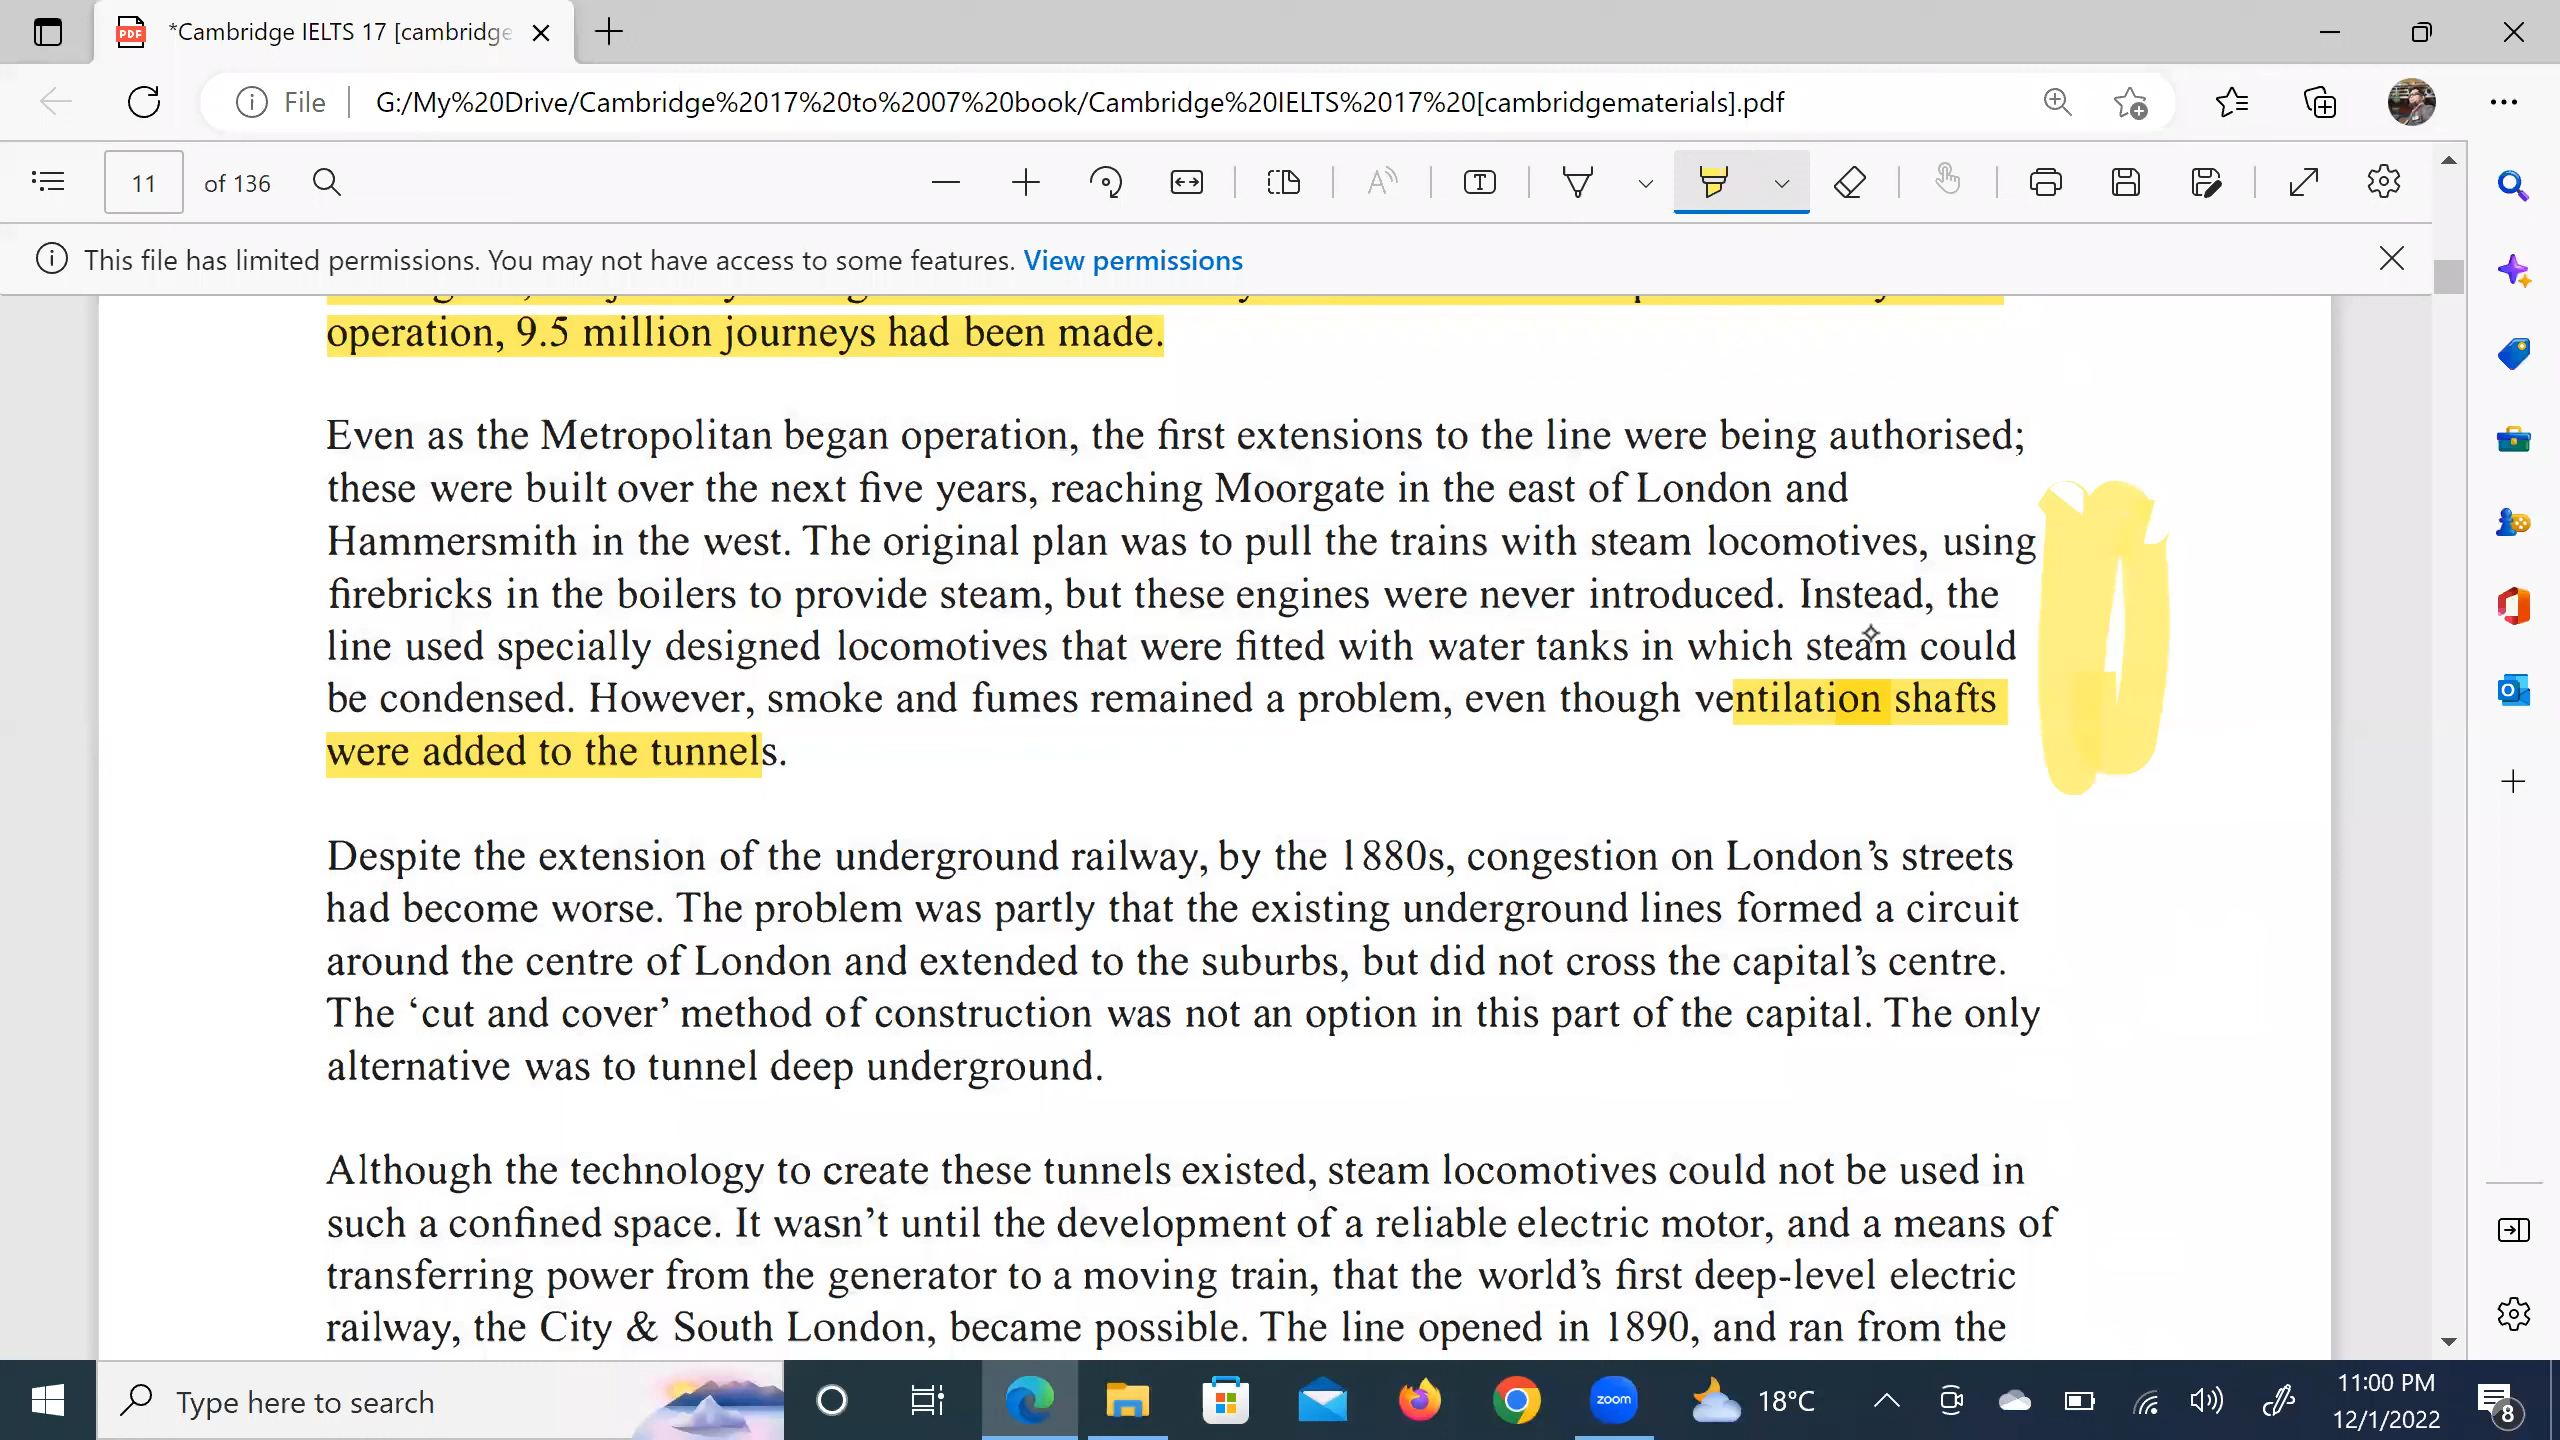 *Cambridge IELTS 17 [cambridge
File
G:/My%20Drive/Cambridge%2017%20to%2007%20book/Cambridge%20IELTS%2017%20[cambridgematerials].pdf
11 of 136
This file has limited permissions. You may not have access to some features. View permissions
operation, 9.5 million journeys had been made.
Even as the Metropolitan began operation, the first extensions to the line were being authorised;
these were built over the next five years, reaching Moorgate in the east of London and
Hammersmith in the west. The original plan was to pull the trains with steam locomotives, using
firebricks in the boilers to provide steam, but these engines were never introduced. Instead, the
line used specially designed locomotives that were fitted with water tanks in which steam could
be condensed. However, smoke and fumes remained a problem, even though ventilation shafts
were added to the tunnels.
Despite the extension of the underground railway, by the 1880s, congestion on London’s streets
had become worse. The problem was partly that the existing underground lines formed a circuit
around the centre of London and extended to the suburbs, but did not cross the capital’s centre.
The ‘cut and cover’ method of construction was not an option in this part of the capital. The only
alternative was to tunnel deep underground.
Although the technology to create these tunnels existed, steam locomotives could not be used in
such a confined space. It wasn’t until the development of a reliable electric motor, and a means of
transferring power from the generator to a moving train, that the world’s first deep-level electric
railway, the City & South London, became possible. The line opened in 1890, and ran from the
Type here to search
zoom
18°C
11:00 PM
12/1/2022
8